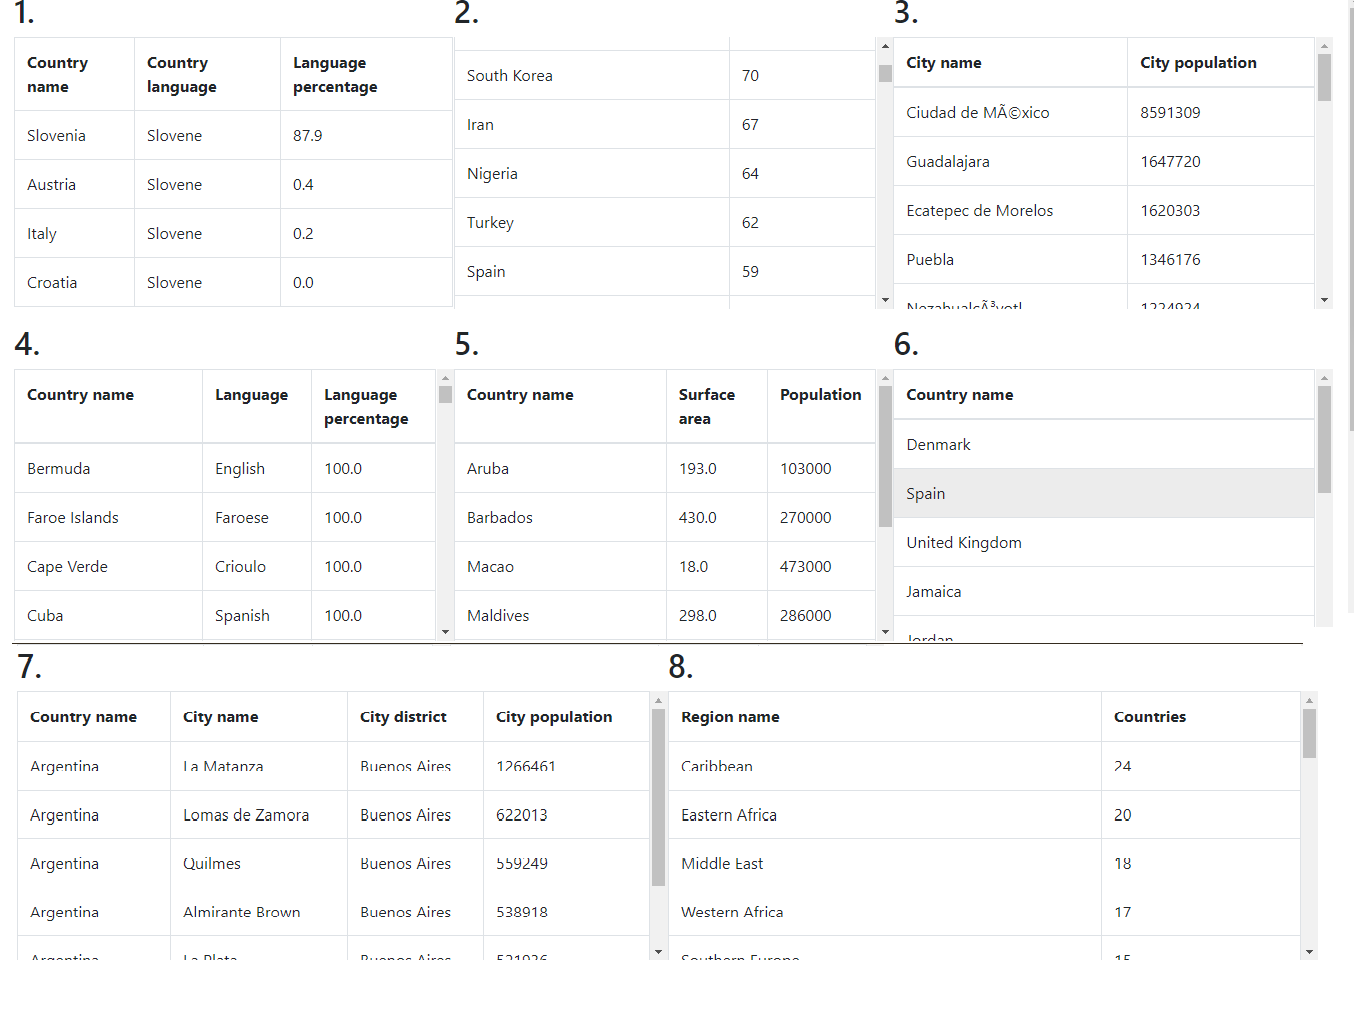 1.
Country name Country language Language percentage
Slovenia Slovene 87.9
Austria Slovene 0.4
Italy Slovene 0.2
Croatia Slovene 0.0
2.
South Korea 70
Iran 67
Nigeria 64
Turkey 62
Spain 59
3.
City name City population
Ciudad de MÃ©xico 8591309
Guadalajara 1647720
Ecatepec de Morelos 1620303
Puebla 1346176
NezahualcÃ³yotl 1224924
4.
Country name Language Language percentage
Bermuda English 100.0
Faroe Islands Faroese 100.0
Cape Verde Crioulo 100.0
Cuba Spanish 100.0
5.
Country name Surface area Population
Aruba 193.0 103000
Barbados 430.0 270000
Macao 18.0 473000
Maldives 298.0 286000
6.
Country name
Denmark
Spain
United Kingdom
Jamaica
Jordan
7.
Country name City name City district City population
Argentina La Matanza Buenos Aires 1266461
Argentina Lomas de Zamora Buenos Aires 622013
Argentina Quilmes Buenos Aires 559249
Argentina Almirante Brown Buenos Aires 538918
Argentina La Plata Buenos Aires 521936
8.
Region name Countries
Caribbean 24
Eastern Africa 20
Middle East 18
Western Africa 17
Southern Europe 15